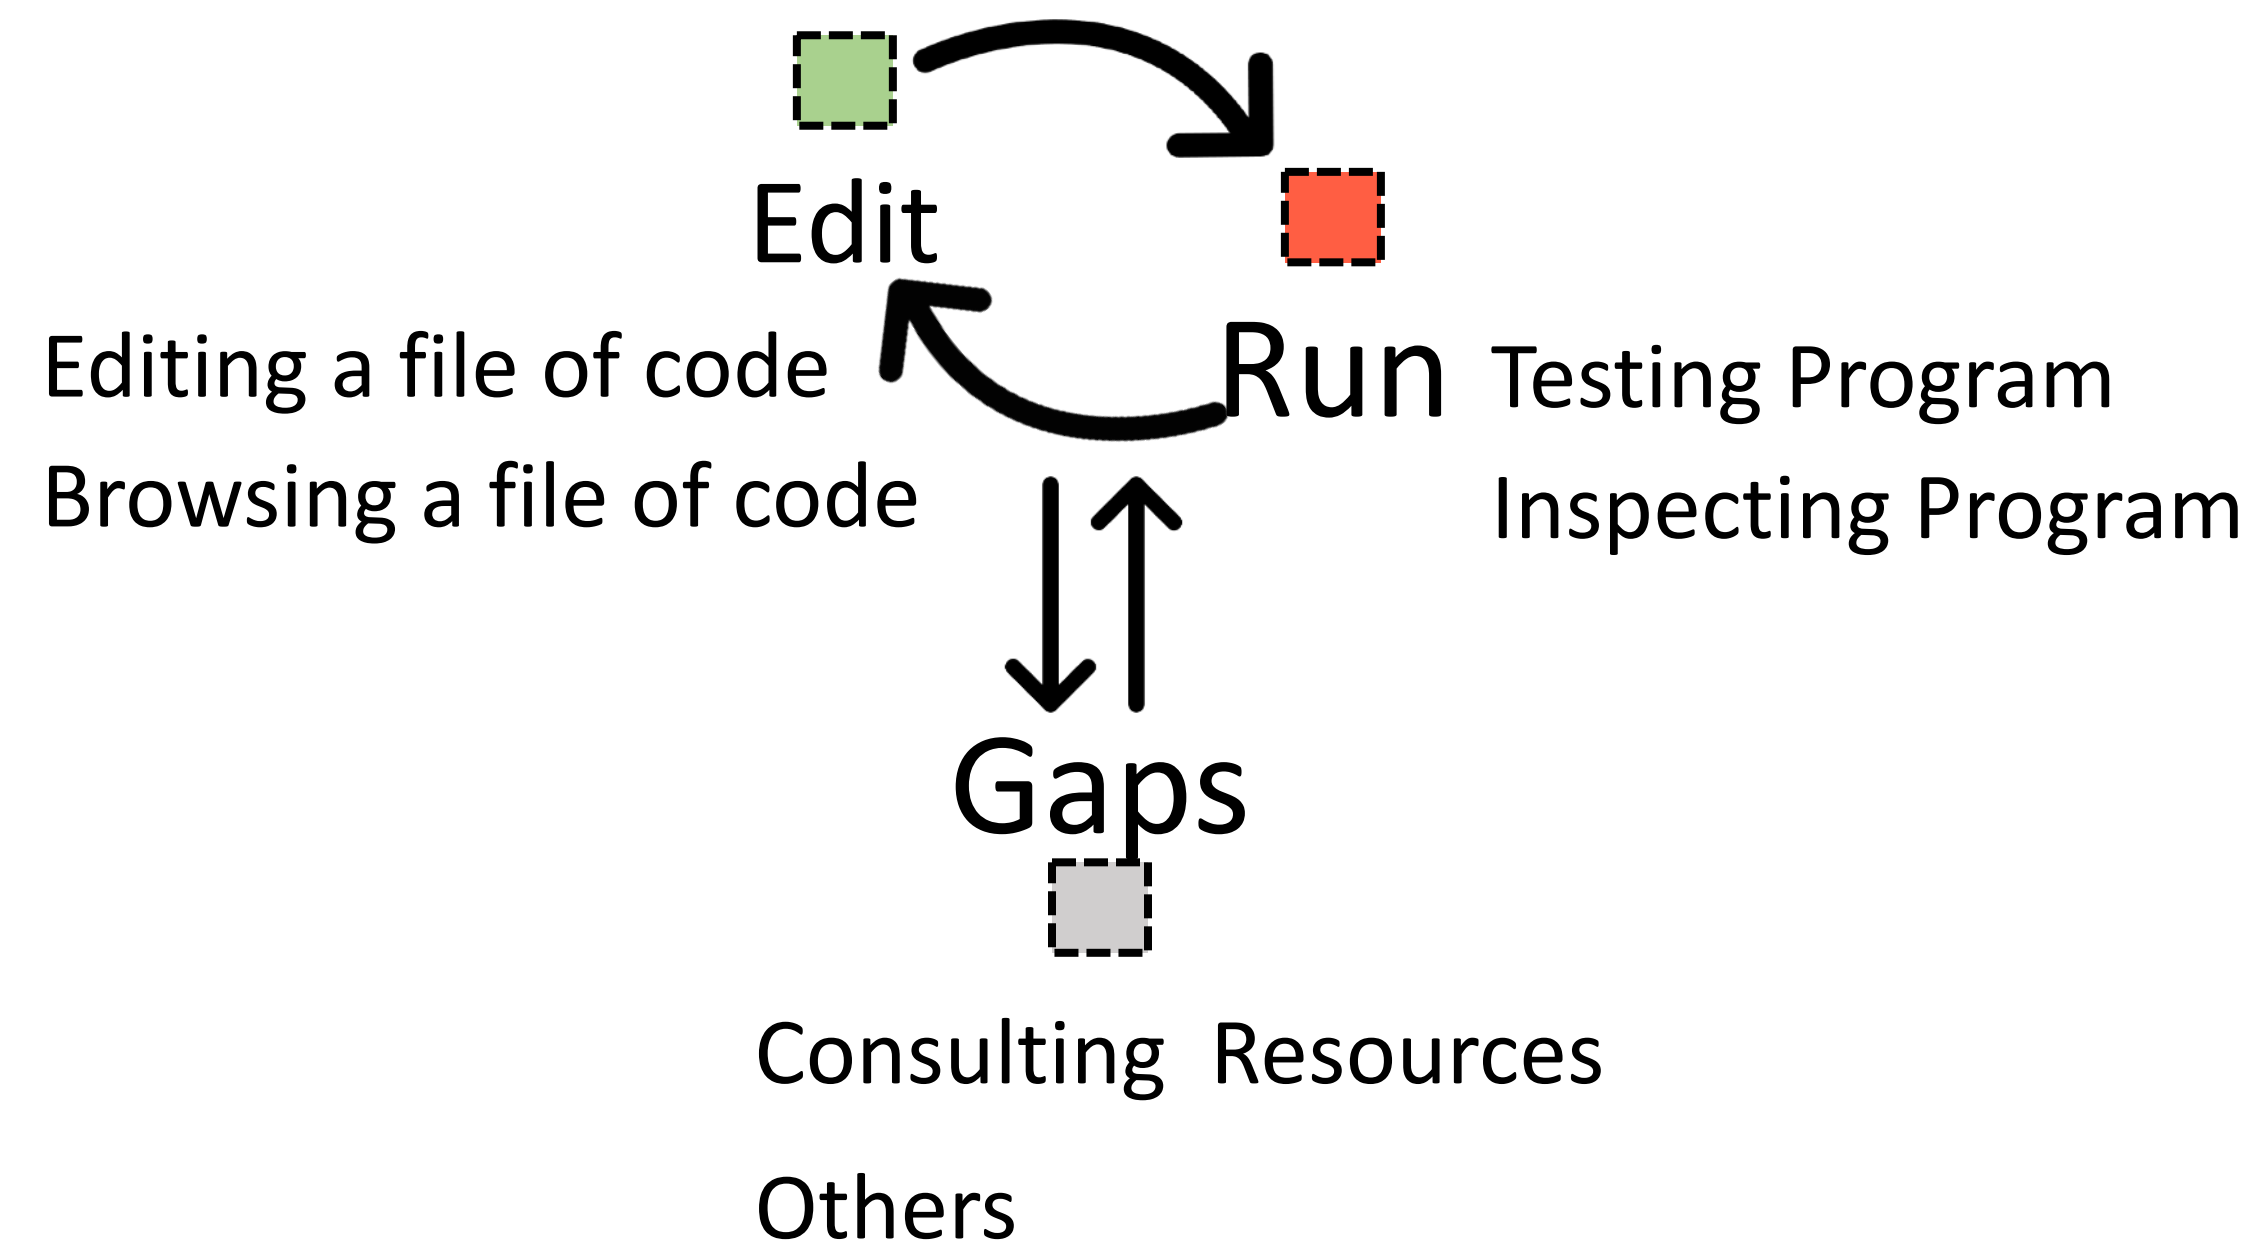 Edit
Run
Editing a file of code
Browsing a file of code
Testing Program
Inspecting Program
Gaps
Consulting  Resources
Others